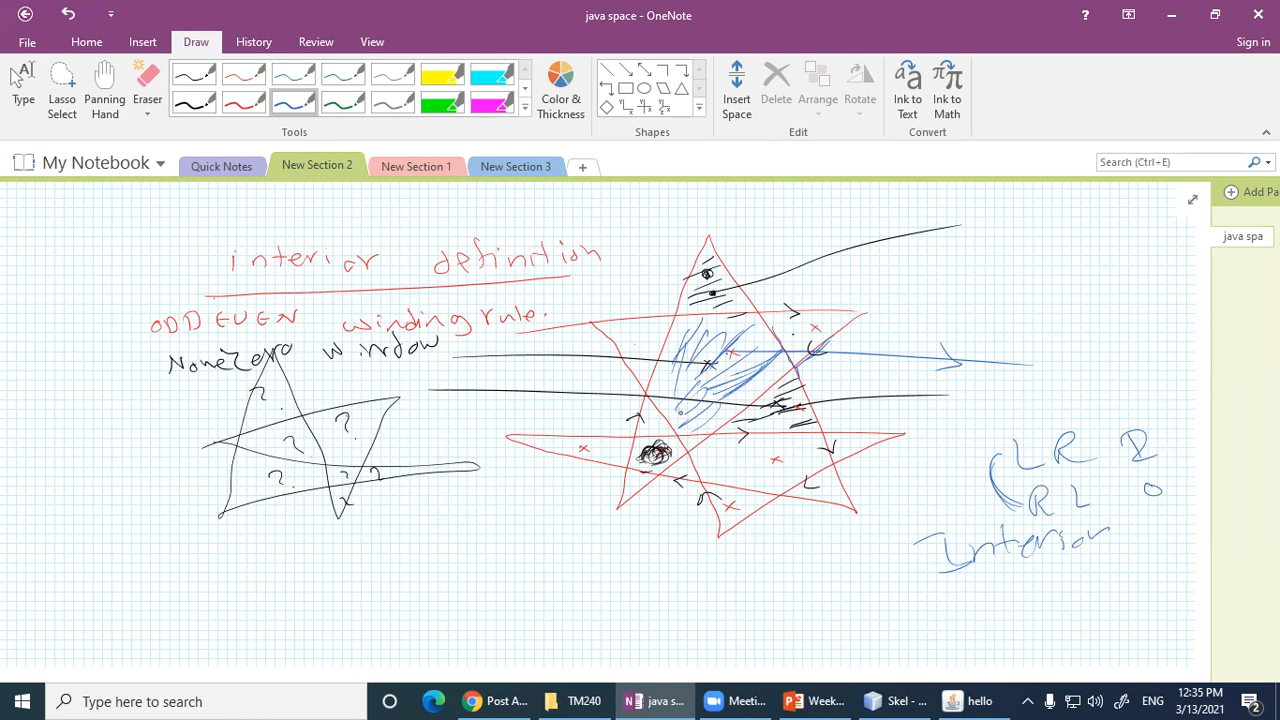 java space - OneNote
Sign in
File Home Insert Draw History Review View
Type
Lasso Select
Panning Hand
Eraser
Color & Thickness
Insert Space
Delete
Arrange
Rotate
Ink to Text
Ink to Math
Tools
Shapes
Edit
Convert
My Notebook
Quick Notes
New Section 2
New Section 1
New Section 3
Search (Ctrl+E)
Add Pa
java spa
interior definition
ODD EVEN winding rule.
NoneZero window
? ? ? ? ? ?
L R
R L 0
Interior
Type here to search
Post A...
TM240
java s...
Meeti...
Week...
Skel - ...
hello
ENG
12:35 PM
3/13/2021
2